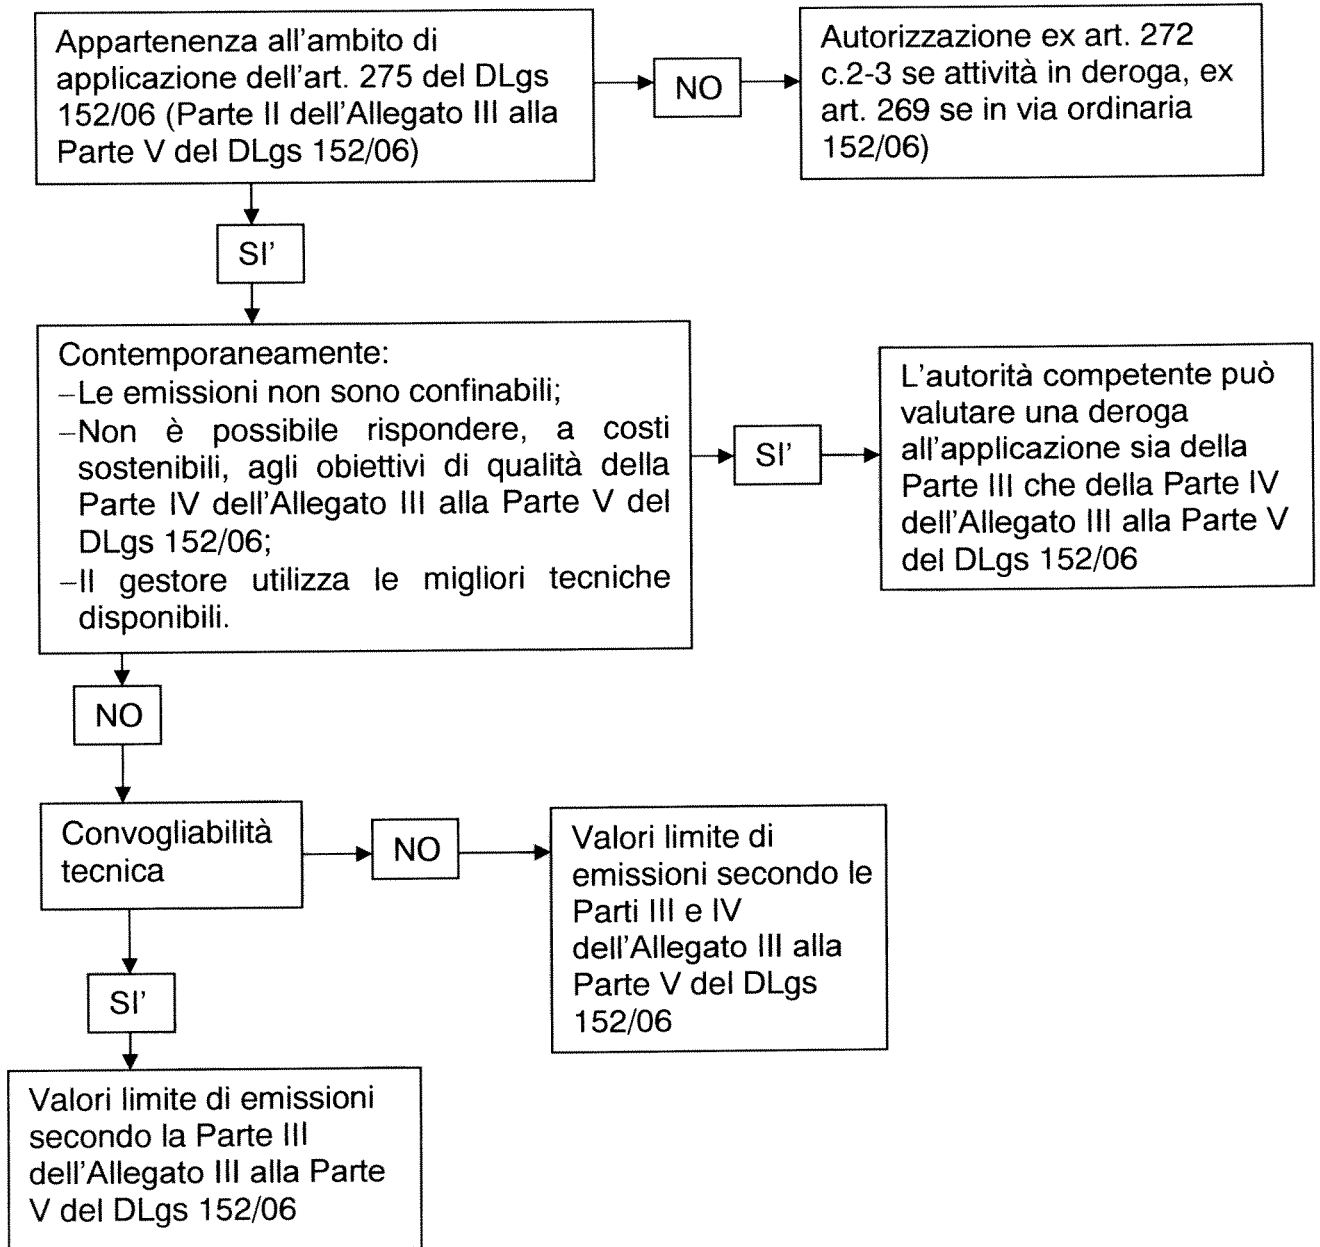 Appartenenza all'ambito di
applicazione dell'art. 275 del DLgs
152/06 (Parte II dell'Allegato III alla
Parte V del DLgs 152/06)
NO
Autorizzazione ex art. 272
c.2-3 se attività in deroga, ex
art. 269 se in via ordinaria
152/06)
SI'
Contemporaneamente:
–Le emissioni non sono confinabili;
–Non è possibile rispondere, a costi
sostenibili, agli obiettivi di qualità della
Parte IV dell'Allegato III alla Parte V del
DLgs 152/06;
–Il gestore utilizza le migliori tecniche
disponibili.
SI'
L'autorità competente può
valutare una deroga
all'applicazione sia della
Parte III che della Parte IV
dell'Allegato III alla Parte V
del DLgs 152/06
NO
Convogliabilità
tecnica
NO
Valori limite di
emissioni secondo le
Parti III e IV
dell'Allegato III alla
Parte V del DLgs
152/06
SI'
Valori limite di emissioni
secondo la Parte III
dell'Allegato III alla Parte
V del DLgs 152/06